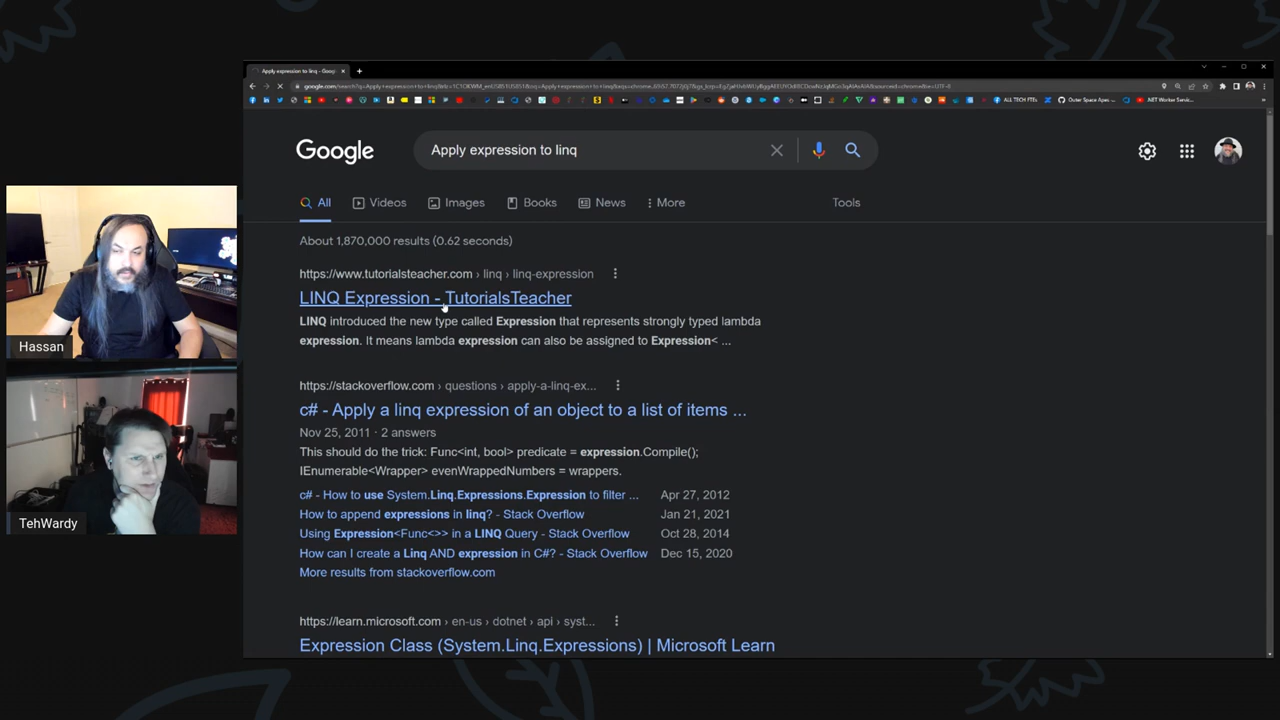 Apply expression to linq - Goog
Google
Apply expression to linq
All
Videos
Images
Books
News
More
Tools
About 1,870,000 results (0.62 seconds)
https://www.tutorialsteacher.com › linq › linq-expression
LINQ Expression - TutorialsTeacher
LINQ introduced the new type called Expression that represents strongly typed lambda
expression. It means lambda expression can also be assigned to Expression< ...
https://stackoverflow.com › questions › apply-a-linq-ex...
c# - Apply a linq expression of an object to a list of items ...
Nov 25, 2011 · 2 answers
This should do the trick: Func<int, bool> predicate = expression.Compile();
IEnumerable<Wrapper> evenWrappedNumbers = wrappers.
c# - How to use System.Linq.Expressions.Expression to filter ... Apr 27, 2012
How to append expressions in linq? - Stack Overflow Jan 21, 2021
Using Expression<Func<>> in a LINQ Query - Stack Overflow Oct 28, 2014
How can I create a Linq AND expression in C#? - Stack Overflow Dec 15, 2020
More results from stackoverflow.com
https://learn.microsoft.com › en-us › dotnet › api › syst...
Expression Class (System.Linq.Expressions) | Microsoft Learn
Hassan
TehWardy